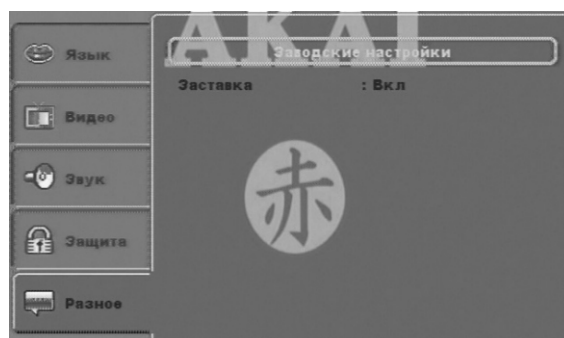 AKAI
Язык
Видео
Звук
Защита
Разное
Заводские настройки
Заставка : Вкл
赤